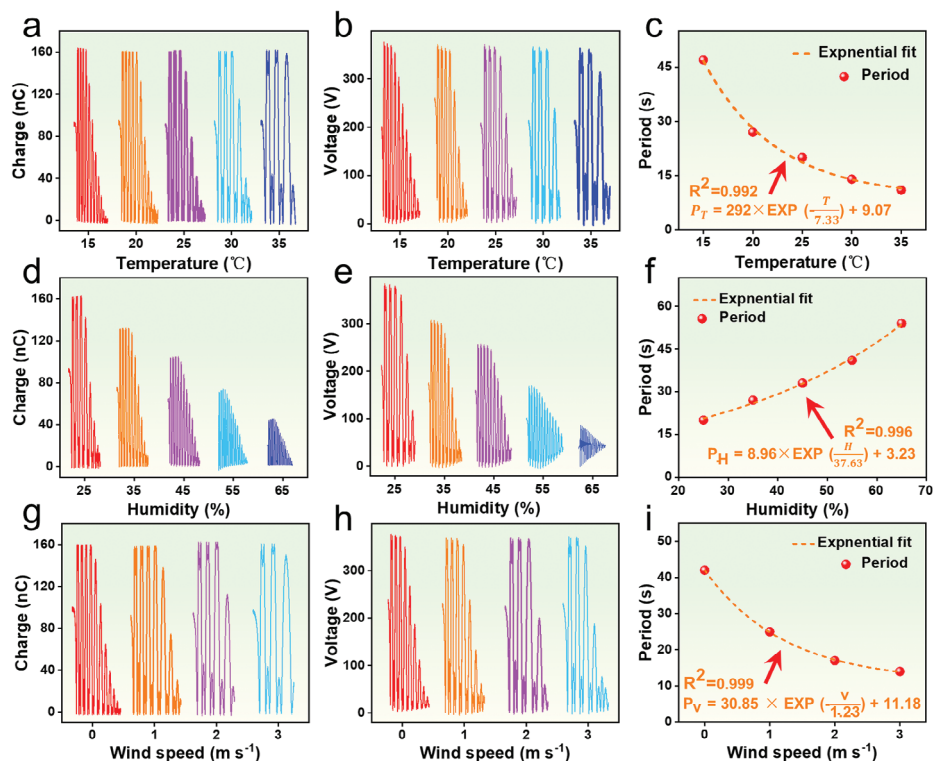 a
160
120
80
40
0
Charge (nC)
15 20 25 30 35
Temperature (℃)
b
300
200
100
0
Voltage (V)
15 20 25 30 35
Temperature (℃)
c
45
30
15
0
Period (s)
Expnential fit
Period
R²=0.992
P_T = 292×EXP (-T/7.33) + 9.07
15 20 25 30 35
Temperature (℃)
d
160
120
80
40
0
Charge (nC)
25 35 45 55 65
Humidity (%)
e
300
200
100
0
Voltage (V)
25 35 45 55 65
Humidity (%)
f
60
30
0
Period (s)
Expnential fit
Period
R²=0.996
P_H = 8.96×EXP (H/37.63) + 3.23
20 30 40 50 60 70
Humidity (%)
g
160
120
80
40
0
Charge (nC)
0 1 2 3
Wind speed (m s⁻¹)
h
300
200
100
0
Voltage (V)
0 1 2 3
Wind speed (m s⁻¹)
i
60
50
40
30
20
10
0
Period (s)
Expnential fit
Period
R²=0.999
P_V = 30.85 × EXP (V/1.23) + 11.18
0 1 2 3
Wind speed (m s⁻¹)